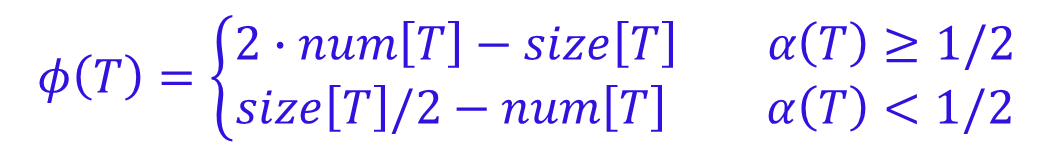 ϕ(T) = { 2 · num[T] − size[T] α(T) ≥ 1/2
size[T]/2 − num[T] α(T) < 1/2